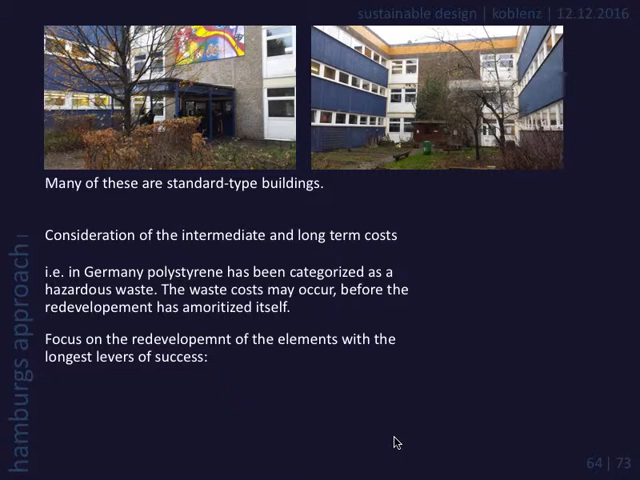 sustainable design | koblenz | 12.12.2016
Many of these are standard-type buildings.
Consideration of the intermediate and long term costs
i.e. in Germany polystyrene has been categorized as a
hazardous waste. The waste costs may occur, before the
redevelopement has amoritized itself.
Focus on the redevelopemnt of the elements with the
longest levers of success:
hamburgs approach |
64 | 73